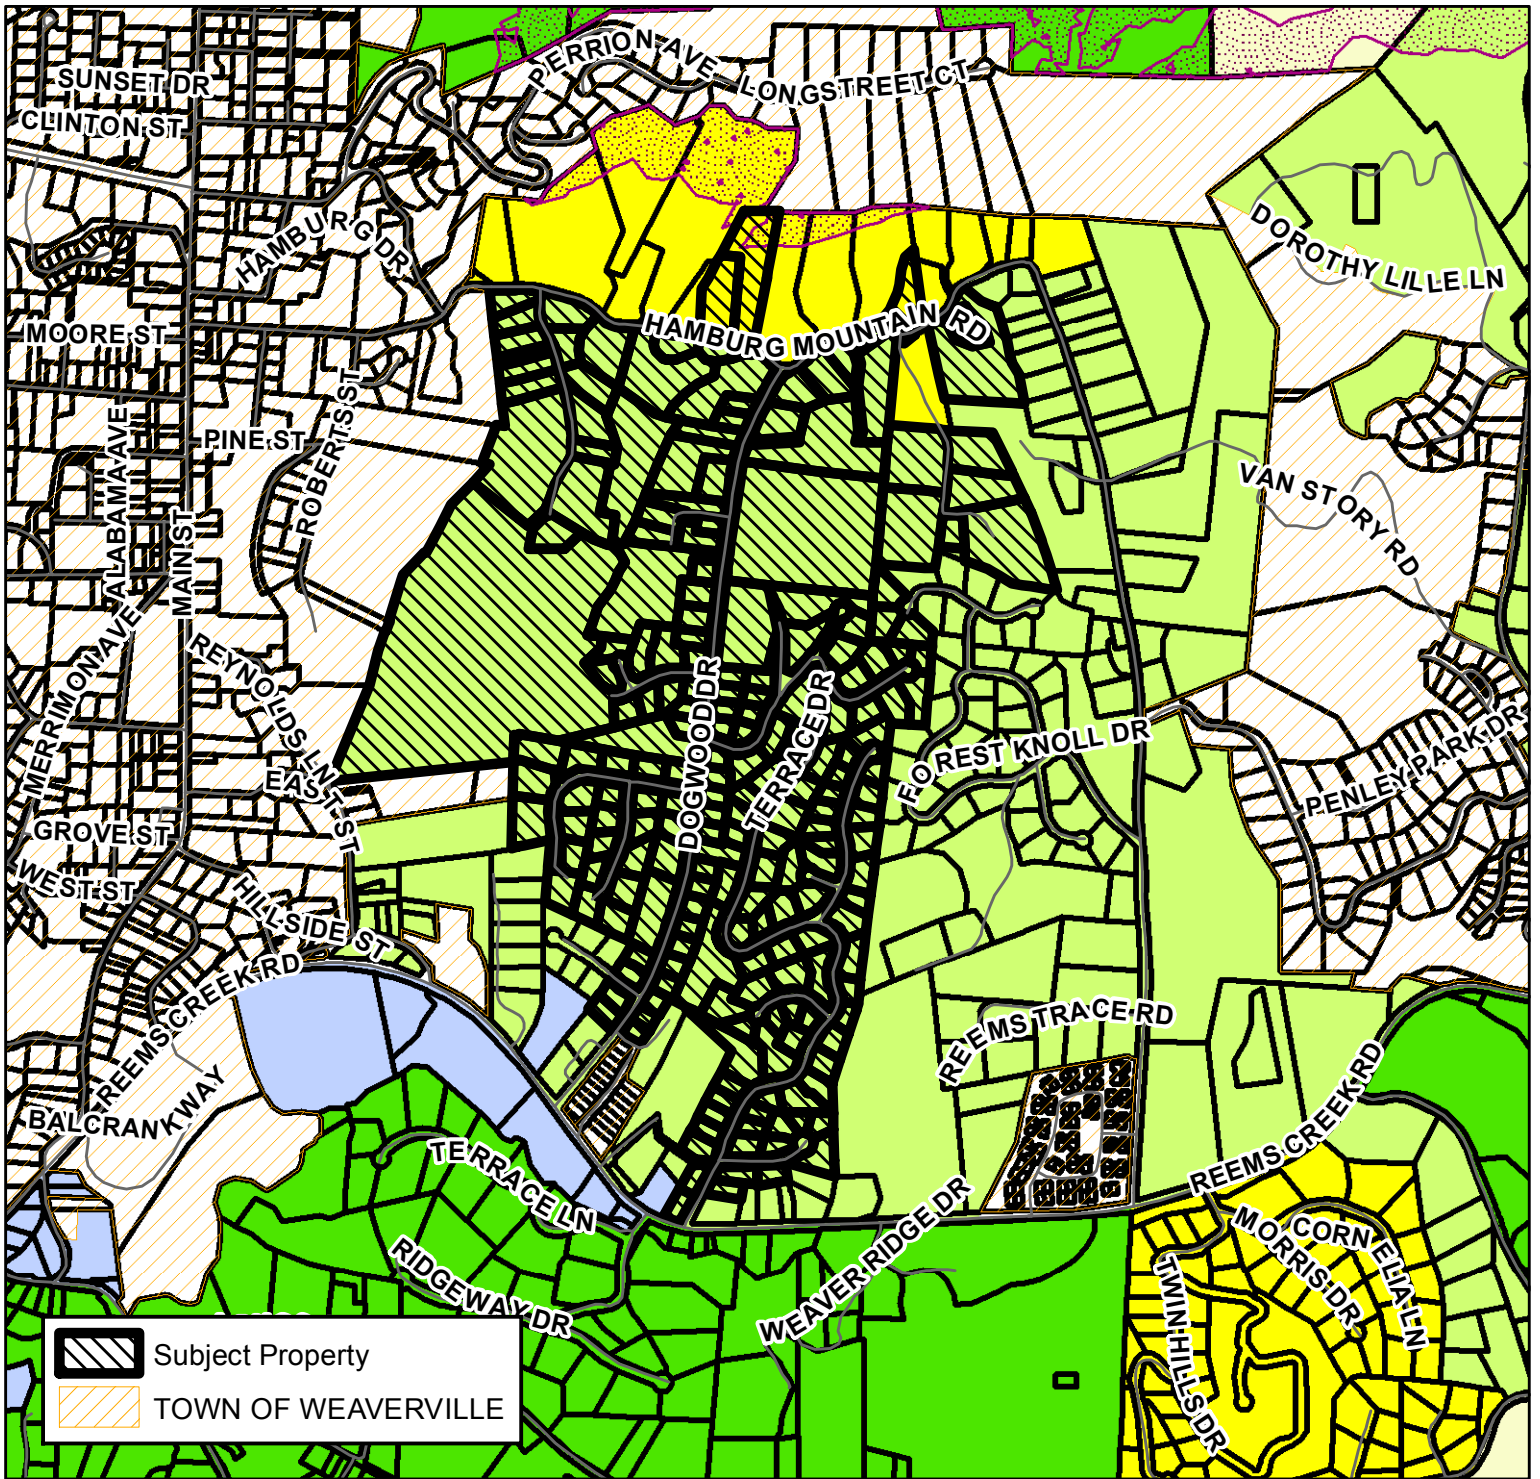 PERRION AVE
SUNSET DR
LONGSTREET CT
CLINTON ST
HAMBURG DR
DOROTHY LILLE LN
MOORE ST
HAMBURG MOUNTAIN RD
PINE ST
ROBERTS ST
ALABAMA AVE
MAIN ST
VAN STORY RD
MERRIMON AVE
REYNOLDS LN
DOGWOOD DR
TERRACE DR
FOREST KNOLL DR
PENLEY PARK DR
EAST ST
GROVE ST
WEST ST
HILLSIDE ST
REEMS CREEK RD
REEMS TRACE RD
BALCRANK WAY
REEMS CREEK RD
TERRACE LN
WEAVER RIDGE DR
RIDGEWAY DR
MORRIS DR
CORNELIA LN
TWIN HILLS DR
Subject Property
TOWN OF WEAVERVILLE